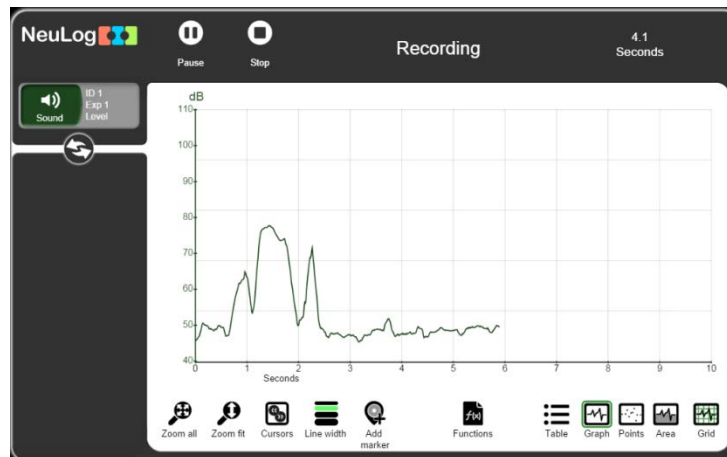 NeuLog
Pause
Stop
Recording
4.1
Seconds
Sound
ID 1
Exp 1
Level
dB
110
100
90
80
70
60
50
40
0 1 2 3 4 5 6 7 8 9 10
Seconds
Zoom all
Zoom fit
Cursors
Line width
Add
marker
f(x)
Functions
Table
Graph
Points
Area
Grid